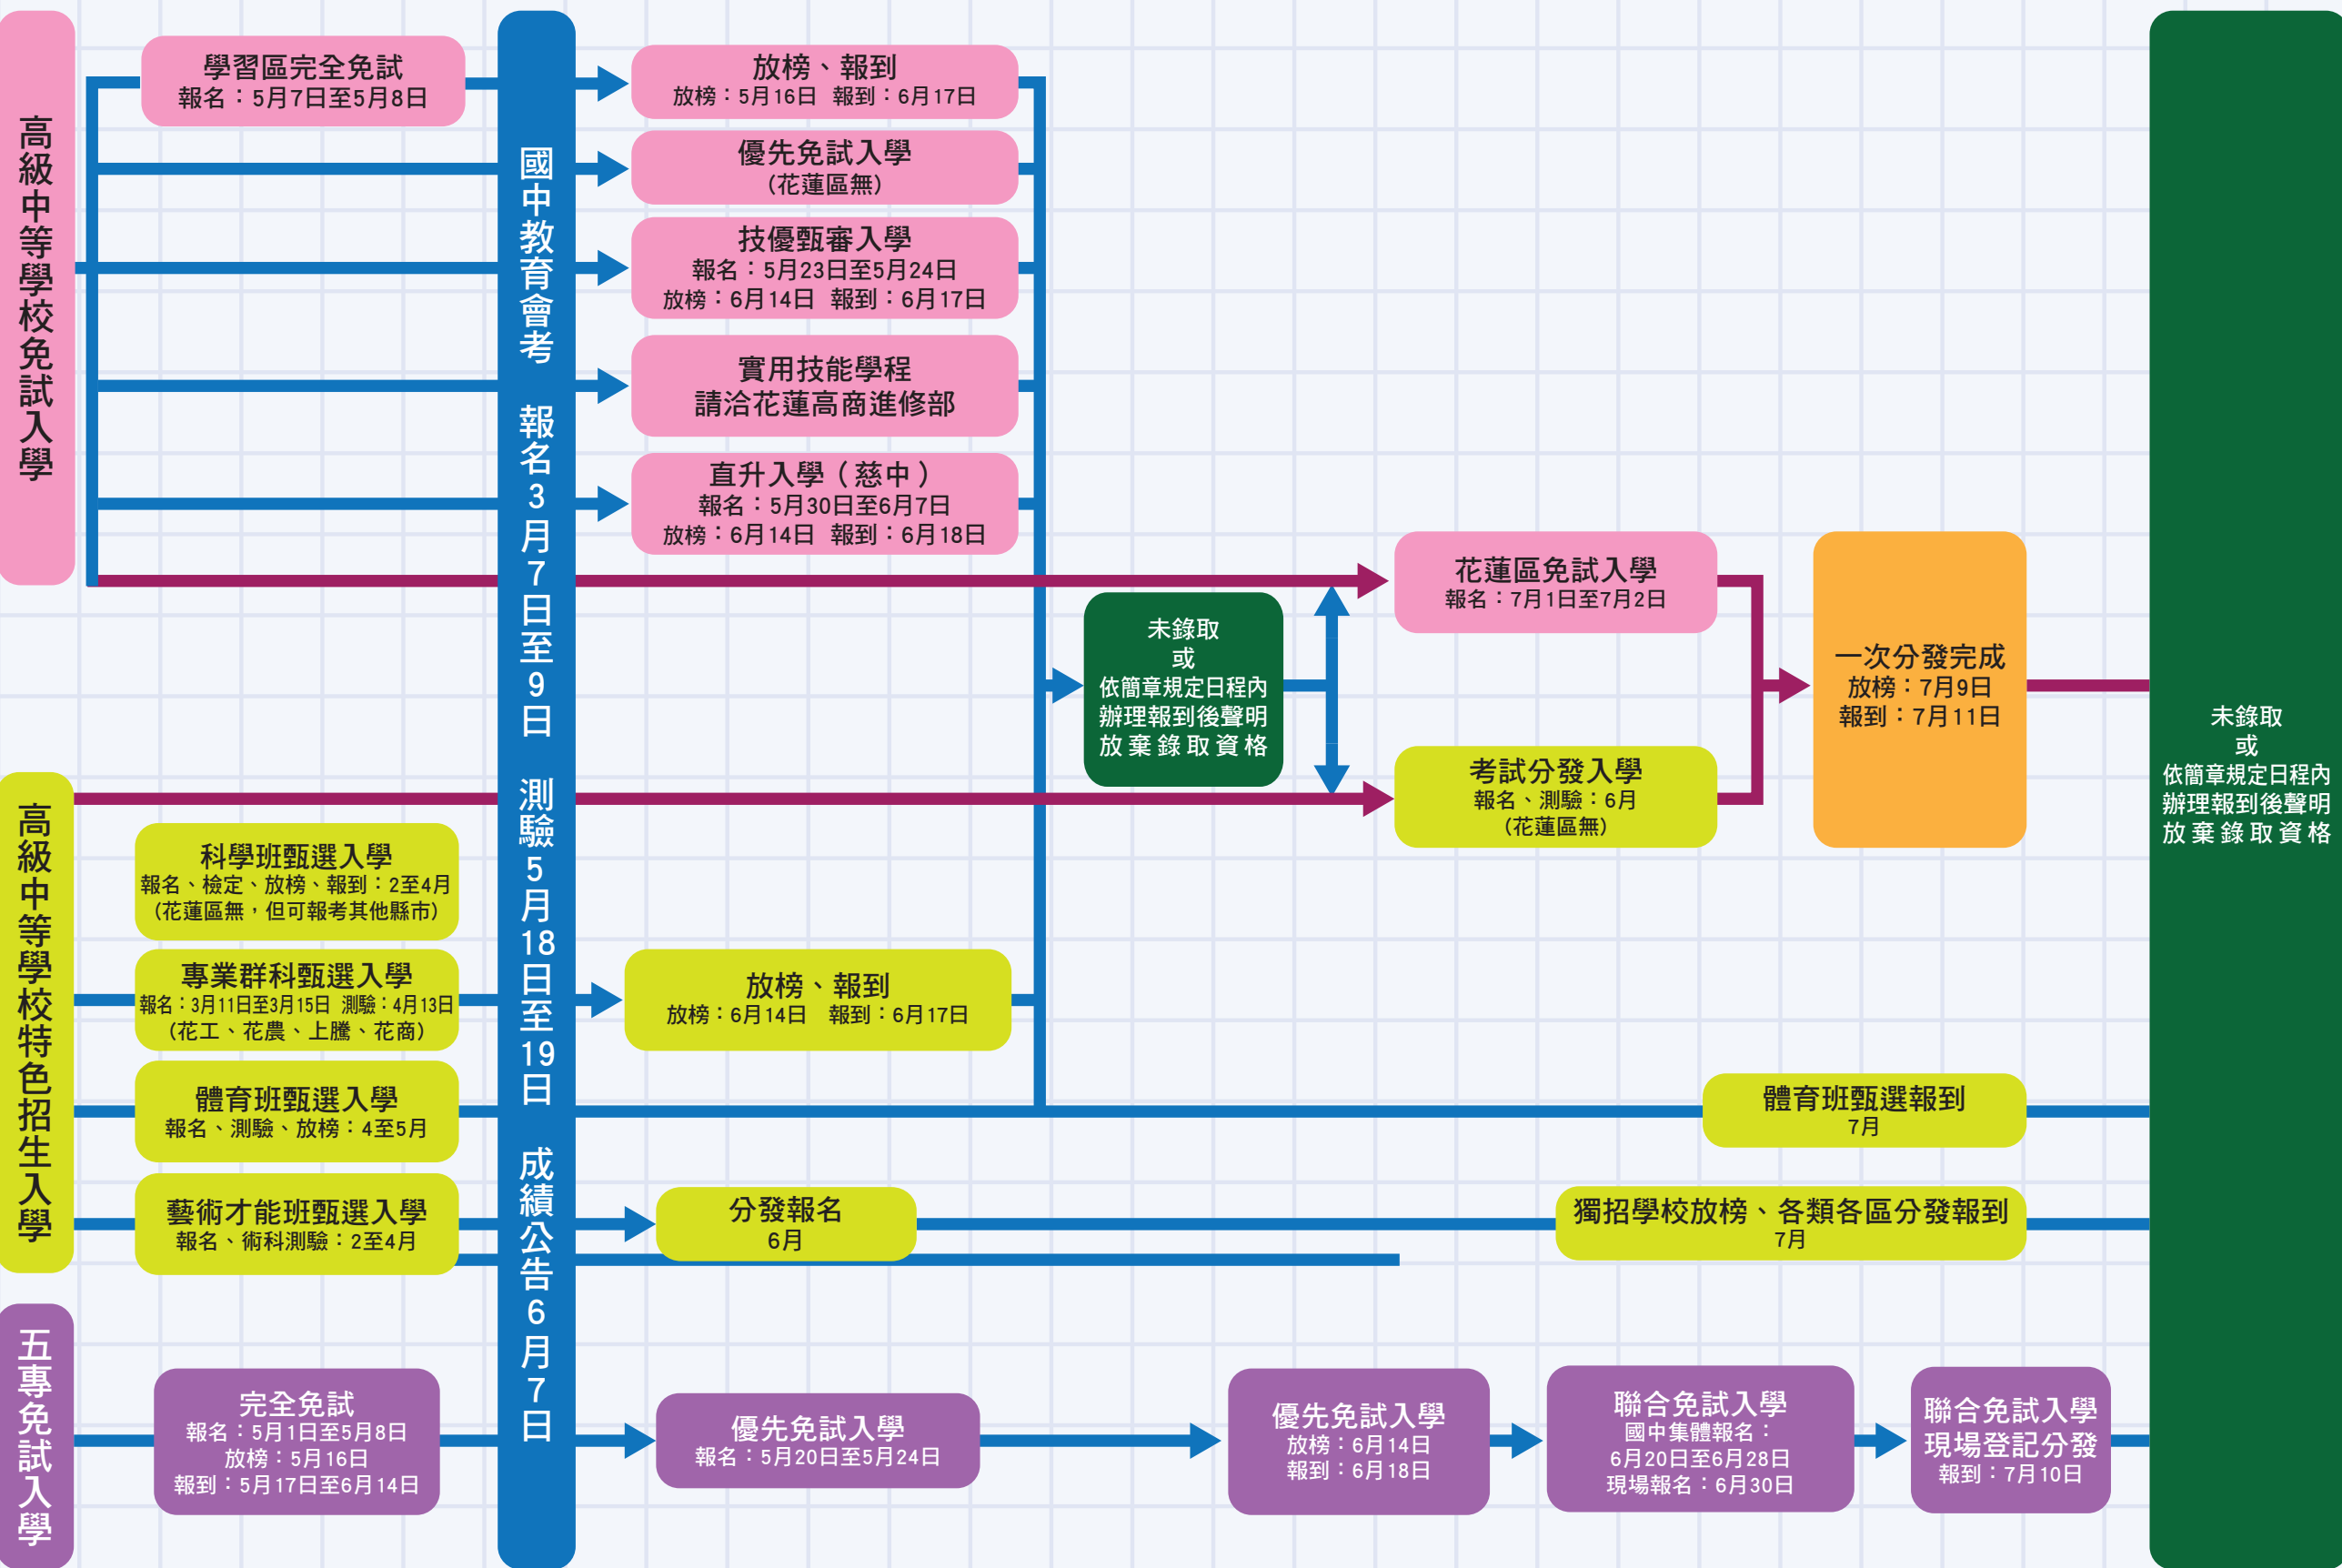 高級中等學校免試入學
學習區完全免試
報名：5月7日至5月8日
國中教育會考 報名3月7日至9日 測驗5月18日至19日 成績公告6月7日
放榜、報到
放榜：5月16日 報到：6月17日
優先免試入學
(花蓮區無)
技優甄審入學
報名：5月23日至5月24日
放榜：6月14日 報到：6月17日
實用技能學程
請洽花蓮高商進修部
直升入學（慈中）
報名：5月30日至6月7日
放榜：6月14日 報到：6月18日
未錄取
或
依簡章規定日程內
辦理報到後聲明
放棄錄取資格
花蓮區免試入學
報名：7月1日至7月2日
考試分發入學
報名、測驗：6月
(花蓮區無)
一次分發完成
放榜：7月9日
報到：7月11日
未錄取
或
依簡章規定日程內
辦理報到後聲明
放棄錄取資格
高級中等學校特色招生入學
科學班甄選入學
報名、檢定、放榜、報到：2至4月
(花蓮區無，但可報考其他縣市)
專業群科甄選入學
報名：3月11日至3月15日 測驗：4月13日
(花工、花農、上騰、花商)
放榜、報到
放榜：6月14日 報到：6月17日
體育班甄選入學
報名、測驗、放榜：4至5月
體育班甄選報到
7月
藝術才能班甄選入學
報名、術科測驗：2至4月
分發報名
6月
獨招學校放榜、各類各區分發報到
7月
五專免試入學
完全免試
報名：5月1日至5月8日
放榜：5月16日
報到：5月17日至6月14日
優先免試入學
報名：5月20日至5月24日
優先免試入學
放榜：6月14日
報到：6月18日
聯合免試入學
國中集體報名：
6月20日至6月28日
現場報名：6月30日
聯合免試入學
現場登記分發
報到：7月10日